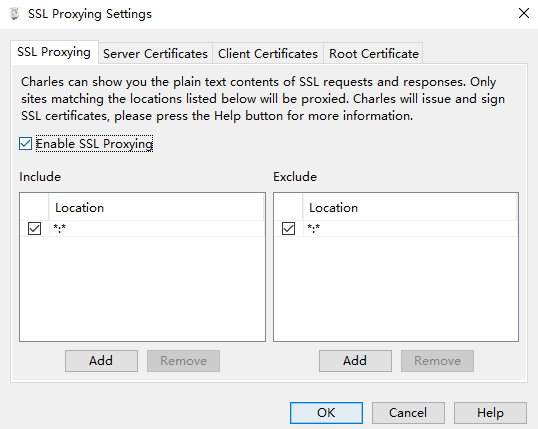 SSL Proxying Settings
SSL Proxying Server Certificates Client Certificates Root Certificate
Charles can show you the plain text contents of SSL requests and responses. Only
sites matching the locations listed below will be proxied. Charles will issue and sign
SSL certificates, please press the Help button for more information.
Enable SSL Proxying
Include Exclude
Location Location
*:* *:*
Add Remove Add Remove
OK Cancel Help